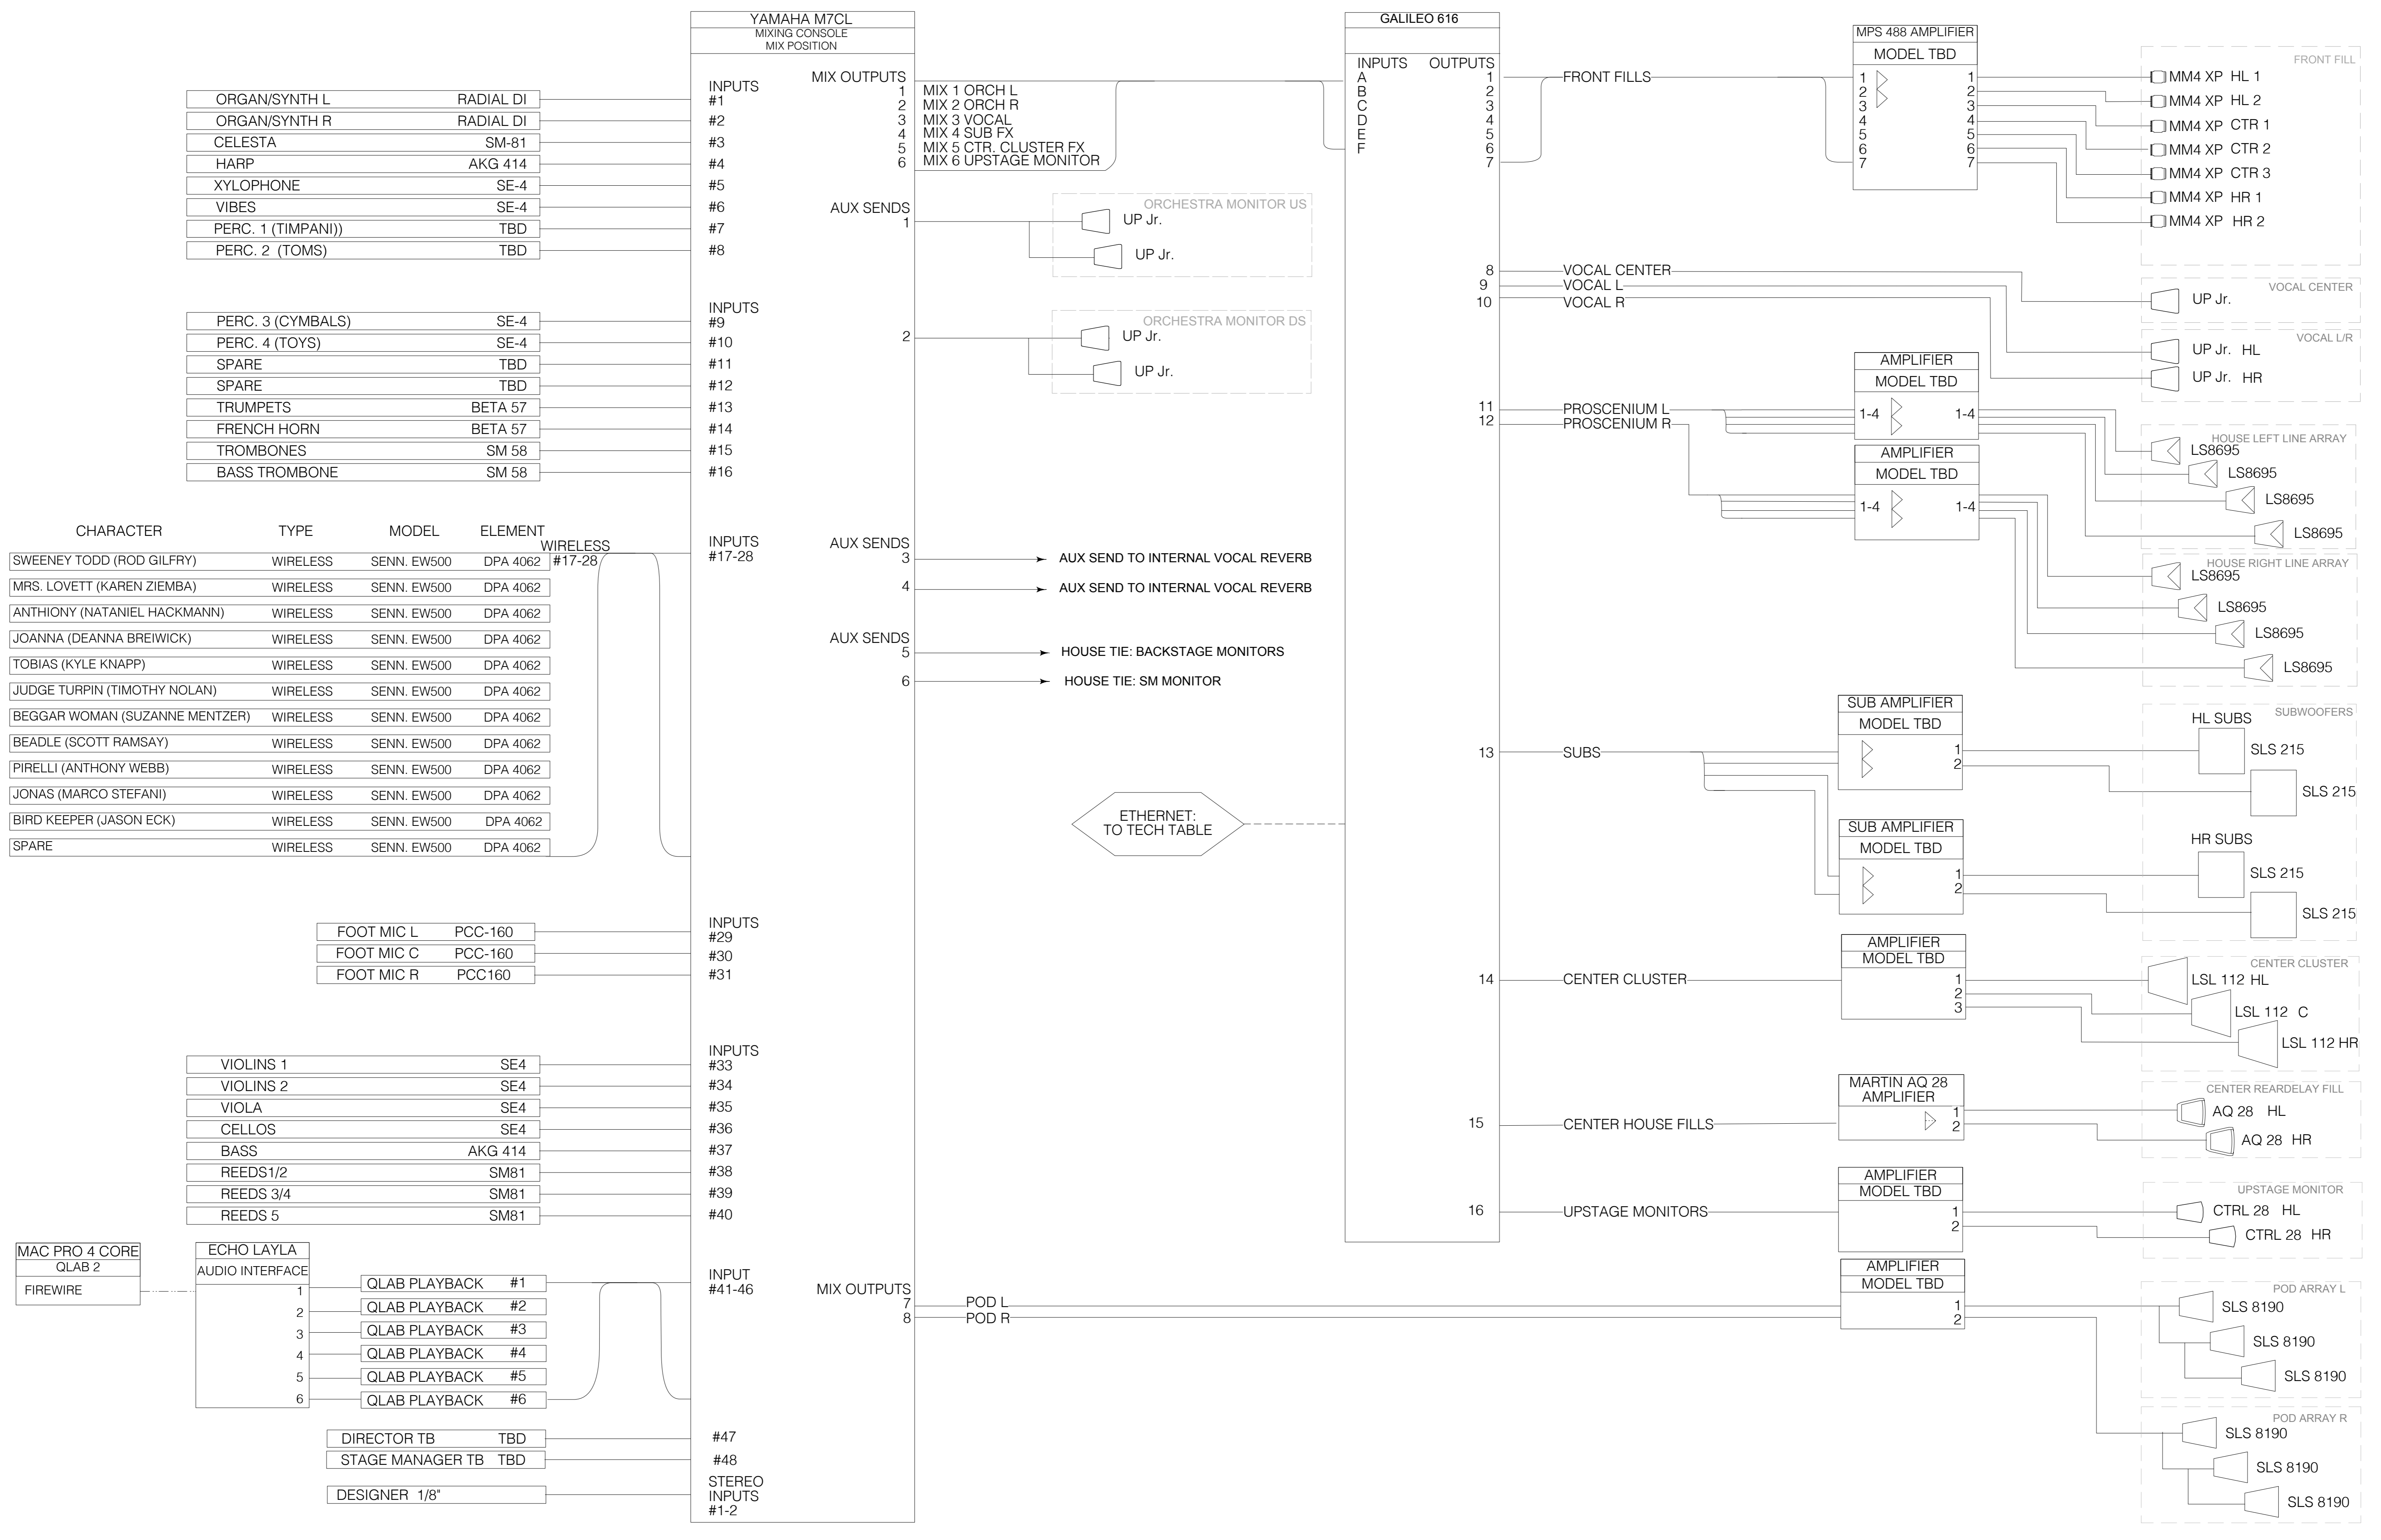 YAMAHA M7CL
MIXING CONSOLE
MIX POSITION
INPUTS
ORGAN/SYNTH L RADIAL DI #1
ORGAN/SYNTH R RADIAL DI #2
CELESTA SM-81 #3
HARP AKG 414 #4
XYLOPHONE SE-4 #5
VIBES SE-4 #6
PERC. 1 (TIMPANI)) TBD #7
PERC. 2 (TOMS) TBD #8
INPUTS
PERC. 3 (CYMBALS) SE-4 #9
PERC. 4 (TOYS) SE-4 #10
SPARE TBD #11
SPARE TBD #12
TRUMPETS BETA 57 #13
FRENCH HORN BETA 57 #14
TROMBONES SM 58 #15
BASS TROMBONE SM 58 #16
CHARACTER TYPE MODEL ELEMENT
WIRELESS
#17-28
INPUTS
#17-28
SWEENEY TODD (ROD GILFRY) WIRELESS SENN. EW500 DPA 4062
MRS. LOVETT (KAREN ZIEMBA) WIRELESS SENN. EW500 DPA 4062
ANTHIONY (NATANIEL HACKMANN) WIRELESS SENN. EW500 DPA 4062
JOANNA (DEANNA BREIWICK) WIRELESS SENN. EW500 DPA 4062
TOBIAS (KYLE KNAPP) WIRELESS SENN. EW500 DPA 4062
JUDGE TURPIN (TIMOTHY NOLAN) WIRELESS SENN. EW500 DPA 4062
BEGGAR WOMAN (SUZANNE MENTZER) WIRELESS SENN. EW500 DPA 4062
BEADLE (SCOTT RAMSAY) WIRELESS SENN. EW500 DPA 4062
PIRELLI (ANTHONY WEBB) WIRELESS SENN. EW500 DPA 4062
JONAS (MARCO STEFANI) WIRELESS SENN. EW500 DPA 4062
BIRD KEEPER (JASON ECK) WIRELESS SENN. EW500 DPA 4062
SPARE WIRELESS SENN. EW500 DPA 4062
INPUTS
FOOT MIC L PCC-160 #29
FOOT MIC C PCC-160 #30
FOOT MIC R PCC160 #31
INPUTS
VIOLINS 1 SE4 #33
VIOLINS 2 SE4 #34
VIOLA SE4 #35
CELLOS SE4 #36
BASS AKG 414 #37
REEDS1/2 SM81 #38
REEDS 3/4 SM81 #39
REEDS 5 SM81 #40
MAC PRO 4 CORE
QLAB 2
FIREWIRE
ECHO LAYLA
AUDIO INTERFACE
1 QLAB PLAYBACK #1
2 QLAB PLAYBACK #2
3 QLAB PLAYBACK #3
4 QLAB PLAYBACK #4
5 QLAB PLAYBACK #5
6 QLAB PLAYBACK #6
INPUT
#41-46
DIRECTOR TB TBD #47
STAGE MANAGER TB TBD #48
STEREO
INPUTS
#1-2
DESIGNER 1/8"
MIX OUTPUTS
1 MIX 1 ORCH L
2 MIX 2 ORCH R
3 MIX 3 VOCAL
4 MIX 4 SUB FX
5 MIX 5 CTR. CLUSTER FX
6 MIX 6 UPSTAGE MONITOR
AUX SENDS
1
ORCHESTRA MONITOR US
UP Jr.
UP Jr.
2
ORCHESTRA MONITOR DS
UP Jr.
UP Jr.
AUX SENDS
3 AUX SEND TO INTERNAL VOCAL REVERB
4 AUX SEND TO INTERNAL VOCAL REVERB
AUX SENDS
5 HOUSE TIE: BACKSTAGE MONITORS
6 HOUSE TIE: SM MONITOR
ETHERNET:
TO TECH TABLE
MIX OUTPUTS
7 POD L
8 POD R
GALILEO 616
INPUTS OUTPUTS
A 1
B 2
C 3
D 4
E 5
F 6
7
FRONT FILLS
8 VOCAL CENTER
9 VOCAL L
10 VOCAL R
11 PROSCENIUM L
12 PROSCENIUM R
13 SUBS
14 CENTER CLUSTER
15 CENTER HOUSE FILLS
16 UPSTAGE MONITORS
MPS 488 AMPLIFIER
MODEL TBD
1 1
2 2
3 3
4 4
5 5
6 6
7 7
FRONT FILL
MM4 XP HL 1
MM4 XP HL 2
MM4 XP CTR 1
MM4 XP CTR 2
MM4 XP CTR 3
MM4 XP HR 1
MM4 XP HR 2
VOCAL CENTER
UP Jr.
VOCAL L/R
UP Jr. HL
UP Jr. HR
AMPLIFIER
MODEL TBD
1-4 1-4
HOUSE LEFT LINE ARRAY
LS8695
LS8695
LS8695
LS8695
AMPLIFIER
MODEL TBD
1-4 1-4
HOUSE RIGHT LINE ARRAY
LS8695
LS8695
LS8695
LS8695
SUB AMPLIFIER
MODEL TBD
1
2
SUBWOOFERS
HL SUBS
SLS 215
SLS 215
SUB AMPLIFIER
MODEL TBD
1
2
HR SUBS
SLS 215
SLS 215
AMPLIFIER
MODEL TBD
1
2
3
CENTER CLUSTER
LSL 112 HL
LSL 112 C
LSL 112 HR
MARTIN AQ 28
AMPLIFIER
1
2
CENTER REARDELAY FILL
AQ 28 HL
AQ 28 HR
AMPLIFIER
MODEL TBD
1
2
UPSTAGE MONITOR
CTRL 28 HL
CTRL 28 HR
AMPLIFIER
MODEL TBD
1
2
POD ARRAY L
SLS 8190
SLS 8190
SLS 8190
POD ARRAY R
SLS 8190
SLS 8190
SLS 8190